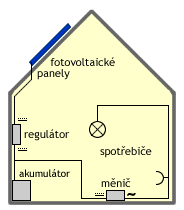 fotovoltaické
panely
regulátor
spotřebiče
akumulátor
měnič